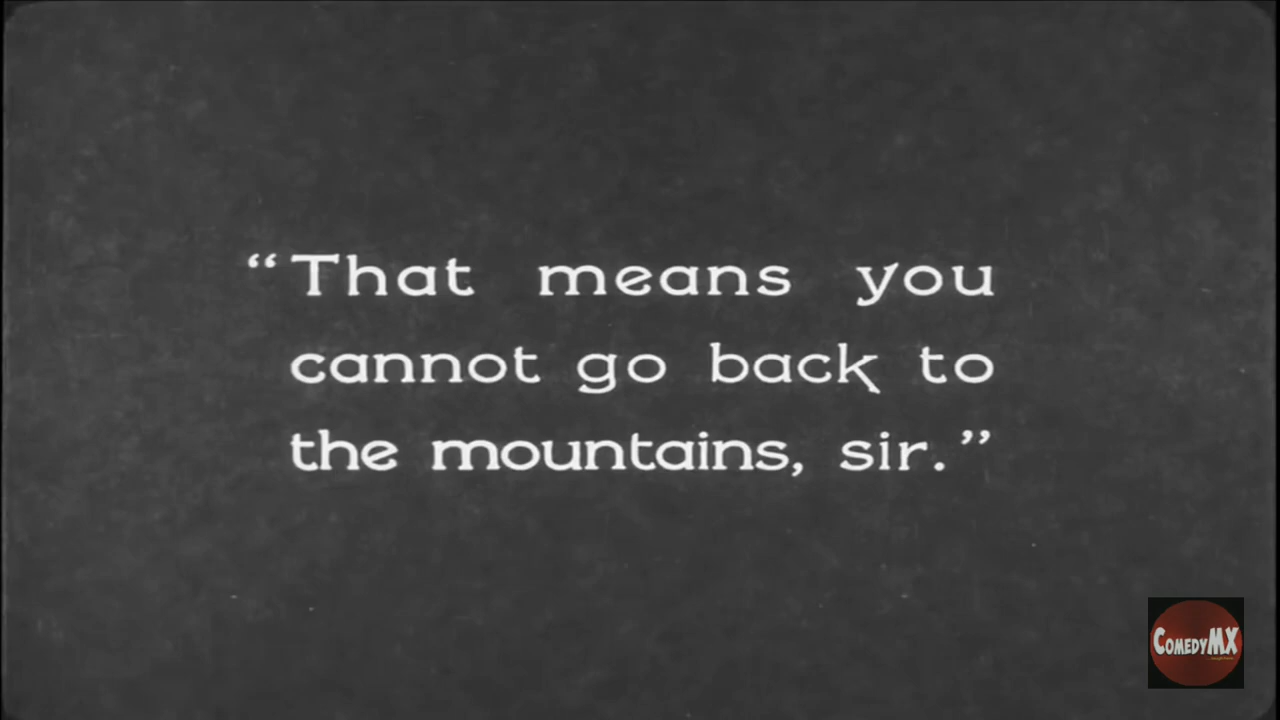 “That means you
cannot go back to
the mountains, sir.”
COMEDYMX